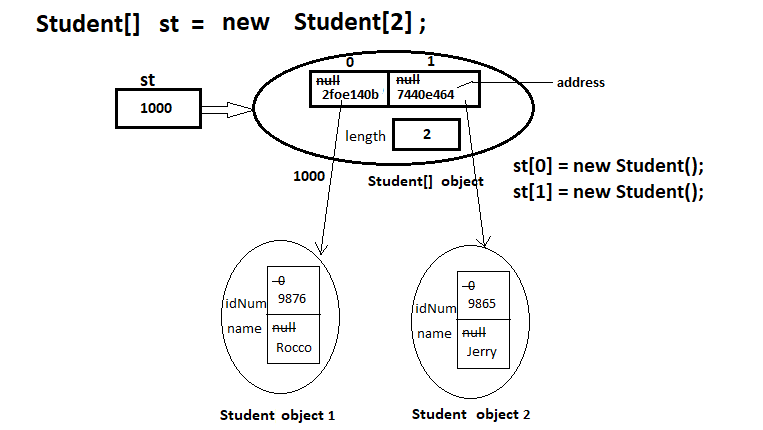 Student[] st = new Student[2] ;
0 1
st
null null
2foe140b 7440e464
address
1000
length 2
1000
Student[] object
st[0] = new Student();
st[1] = new Student();
0
9876
idNum
name null
Rocco
0
9865
idNum
name null
Jerry
Student object 1
Student object 2